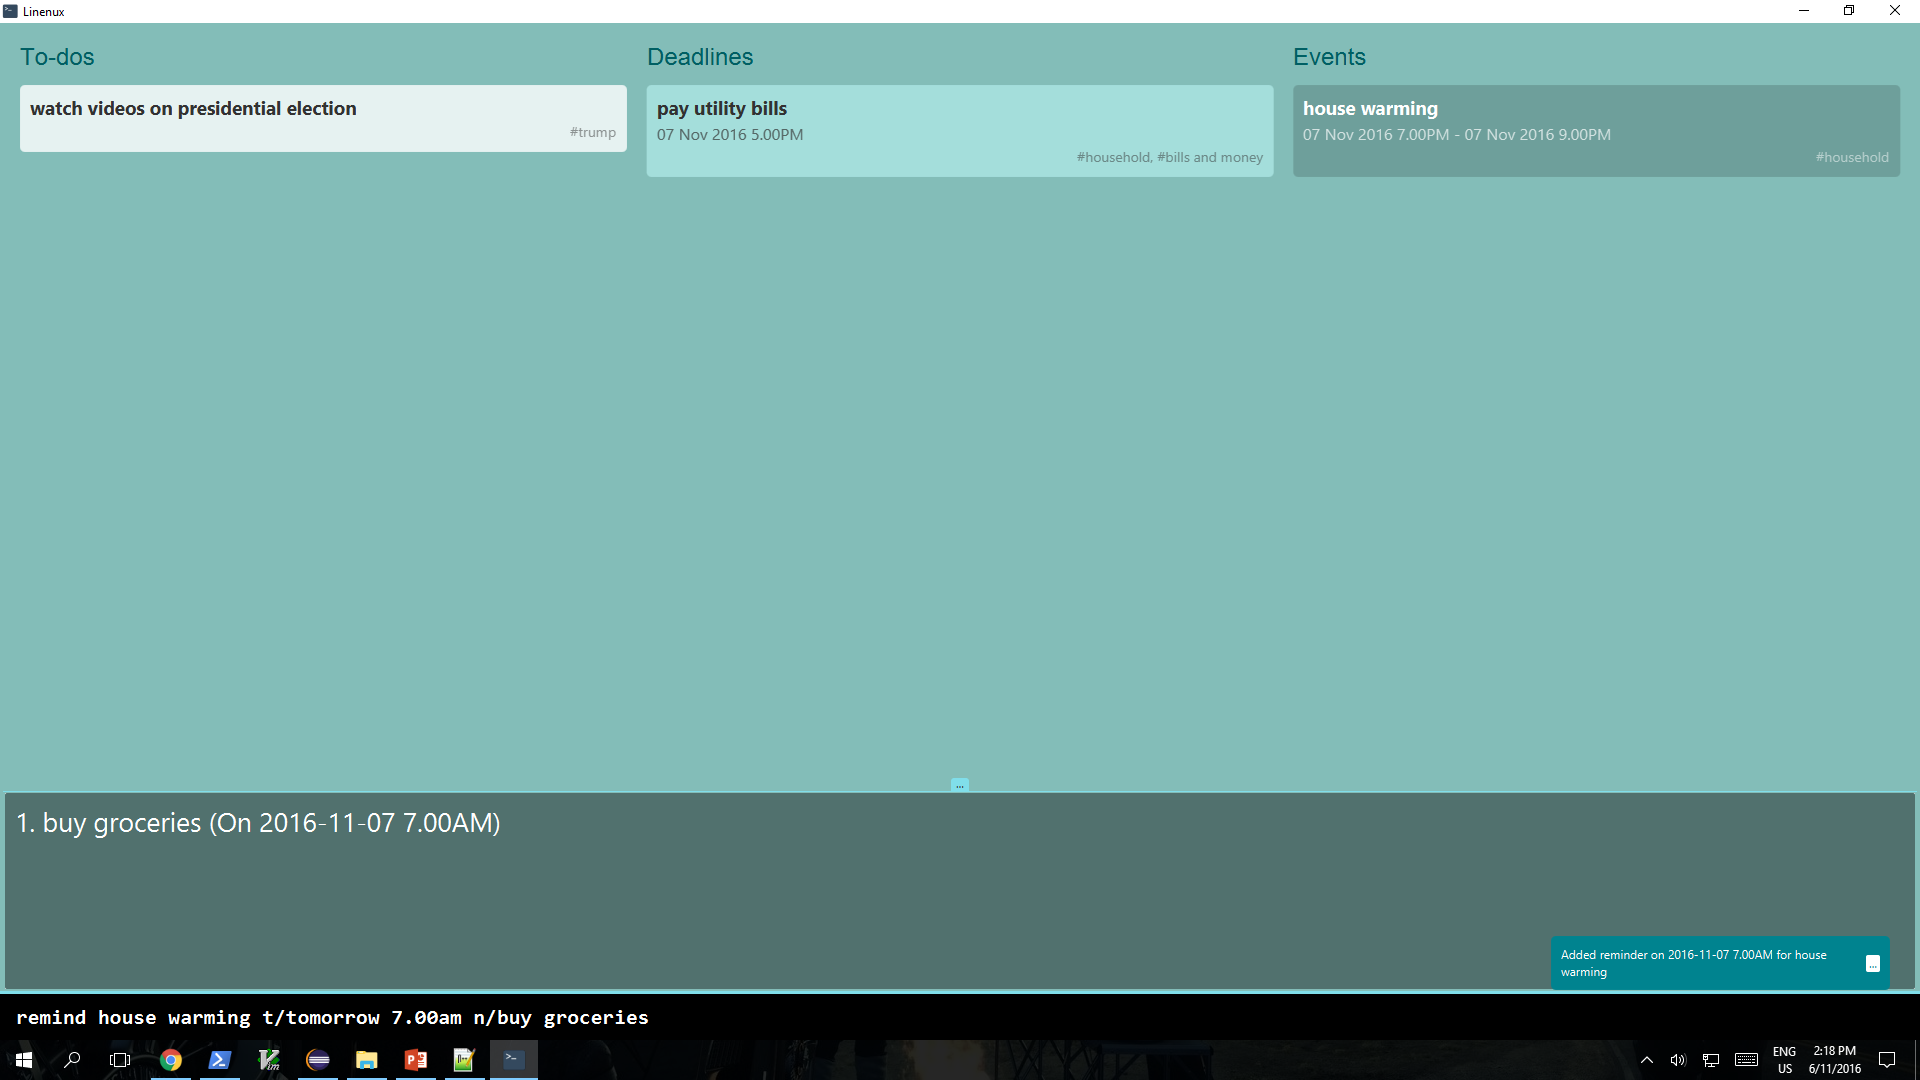 Linenux
To-dos
watch videos on presidential election
#trump
Deadlines
pay utility bills
07 Nov 2016 5.00PM
#household, #bills and money
Events
house warming
07 Nov 2016 7.00PM - 07 Nov 2016 9.00PM
#household
...
1. buy groceries (On 2016-11-07 7.00AM)
Added reminder on 2016-11-07 7.00AM for house
warming
...
remind house warming t/tomorrow 7.00am n/buy groceries
ENG
US
2:18 PM
6/11/2016